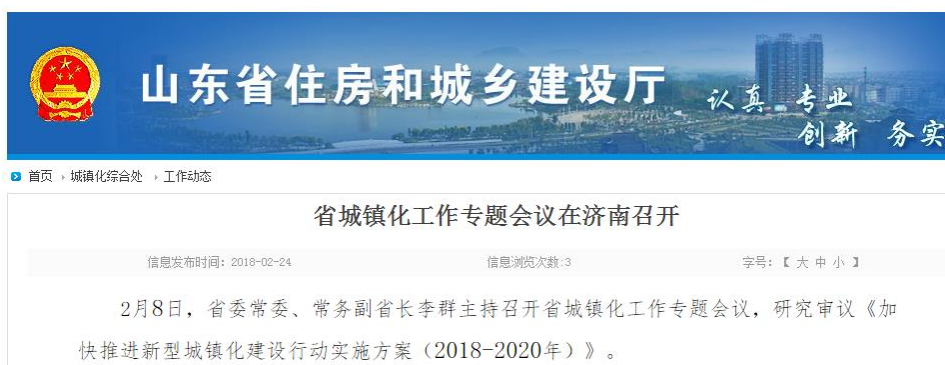 山东省住房和城乡建设厅
认真 专业
创新 务实
首页 › 城镇化综合处 › 工作动态
省城镇化工作专题会议在济南召开
信息发布时间：2018-02-24 信息浏览次数:3 字号：【 大 中 小 】
2月8日，省委常委、常务副省长李群主持召开省城镇化工作专题会议，研究审议《加
快推进新型城镇化建设行动实施方案（2018-2020年）》。